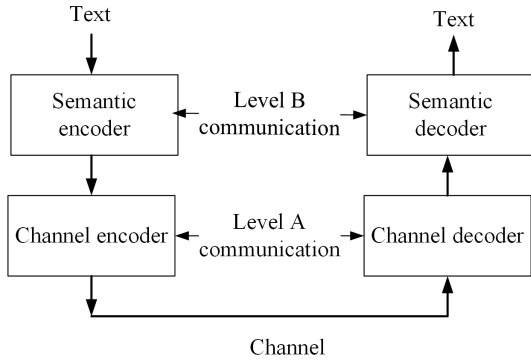 Text
Text
Semantic
encoder
Level B
communication
Semantic
decoder
Channel encoder
Level A
communication
Channel decoder
Channel